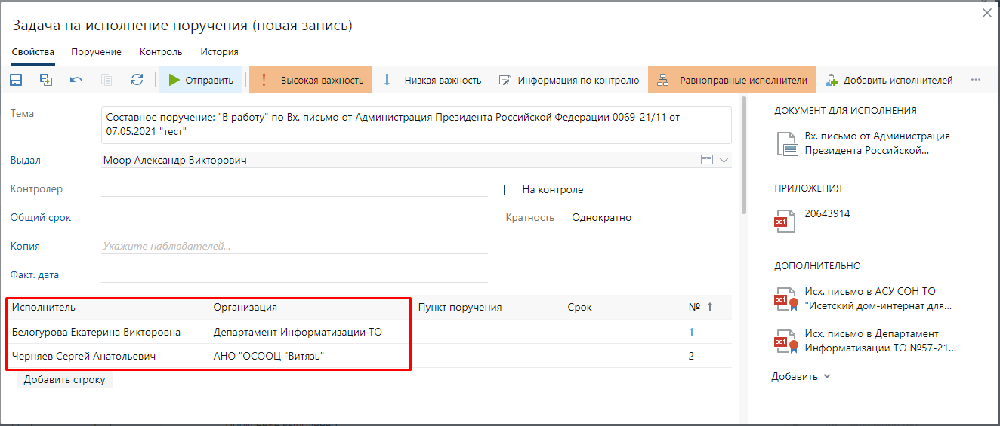 Задача на исполнение поручения (новая запись)
Свойства Поручение Контроль История
Отправить Высокая важность Низкая важность Информация по контролю Равноправные исполнители Добавить исполнителей ...
Тема
Составное поручение: "В работу" по Вх. письмо от Администрация Президента Российской Федерации 0069-21/11 от
07.05.2021 "тест"
Выдал Моор Александр Викторович
Контролер На контроле
Общий срок Кратность Однократно
Копия Укажите наблюдателей...
Факт. дата
Исполнитель Организация Пункт поручения Срок №
Белогурова Екатерина Викторовна Департамент Информатизации ТО 1
Черняев Сергей Анатольевич АНО "ОСООЦ "Витязь" 2
Добавить строку
ДОКУМЕНТ ДЛЯ ИСПОЛНЕНИЯ
Вх. письмо от Администрация
Президента Российской...
ПРИЛОЖЕНИЯ
pdf 20643914
ДОПОЛНИТЕЛЬНО
pdf Исх. письмо в АСУ СОН ТО
"Исетский дом-интернат для...
pdf Исх. письмо в Департамент
Информатизации ТО №57-21...
Добавить